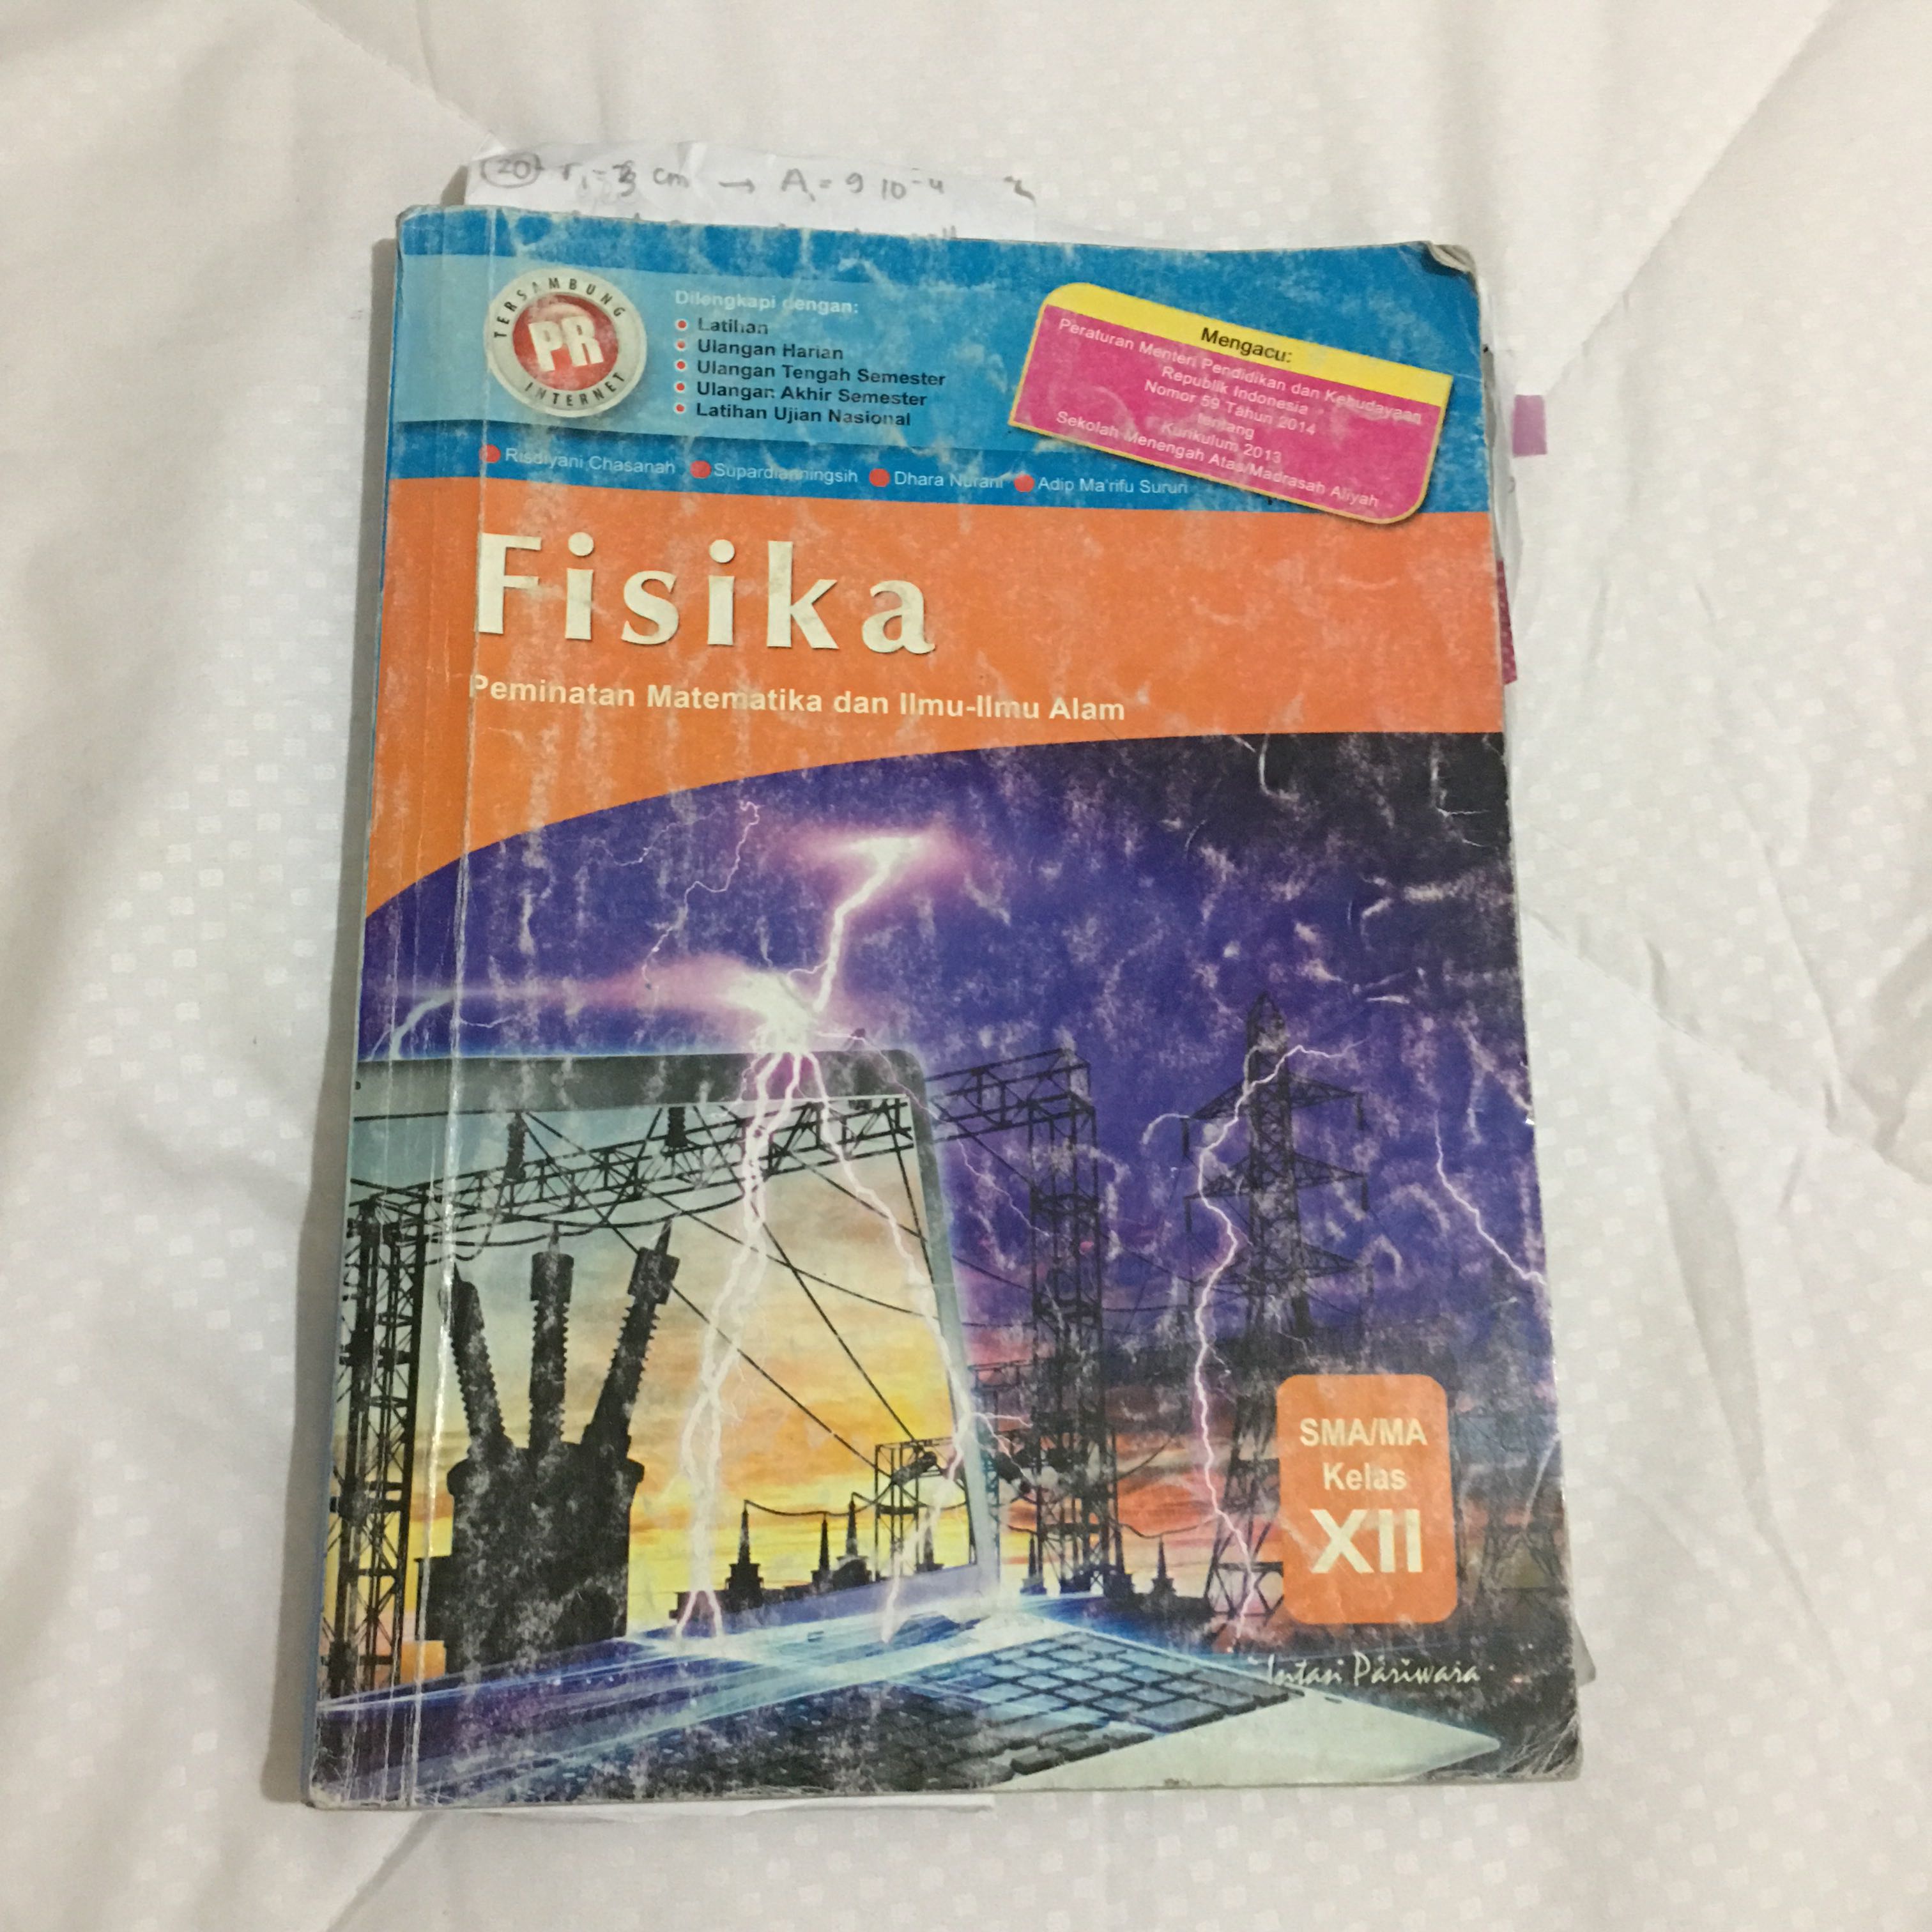 20 r₁ = 3 cm → A₁ = 9 10⁻⁴
TERSAMBUNG
PR
INTERNET
Dilengkapi dengan:
• Latihan
• Ulangan Harian
• Ulangan Tengah Semester
• Ulangan Akhir Semester
• Latihan Ujian Nasional
Mengacu:
Peraturan Menteri Pendidikan dan Kebudayaan
Republik Indonesia
Nomor 59 Tahun 2014
tentang
Kurikulum 2013
Sekolah Menengah Atas/Madrasah Aliyah
• Risdiyani Chasanah • Supardianningsih • Dhara Nurani • Adip Ma'rifu Sururi
Fisika
Peminatan Matematika dan Ilmu-Ilmu Alam
SMA/MA
Kelas
XII
Intan Pariwara